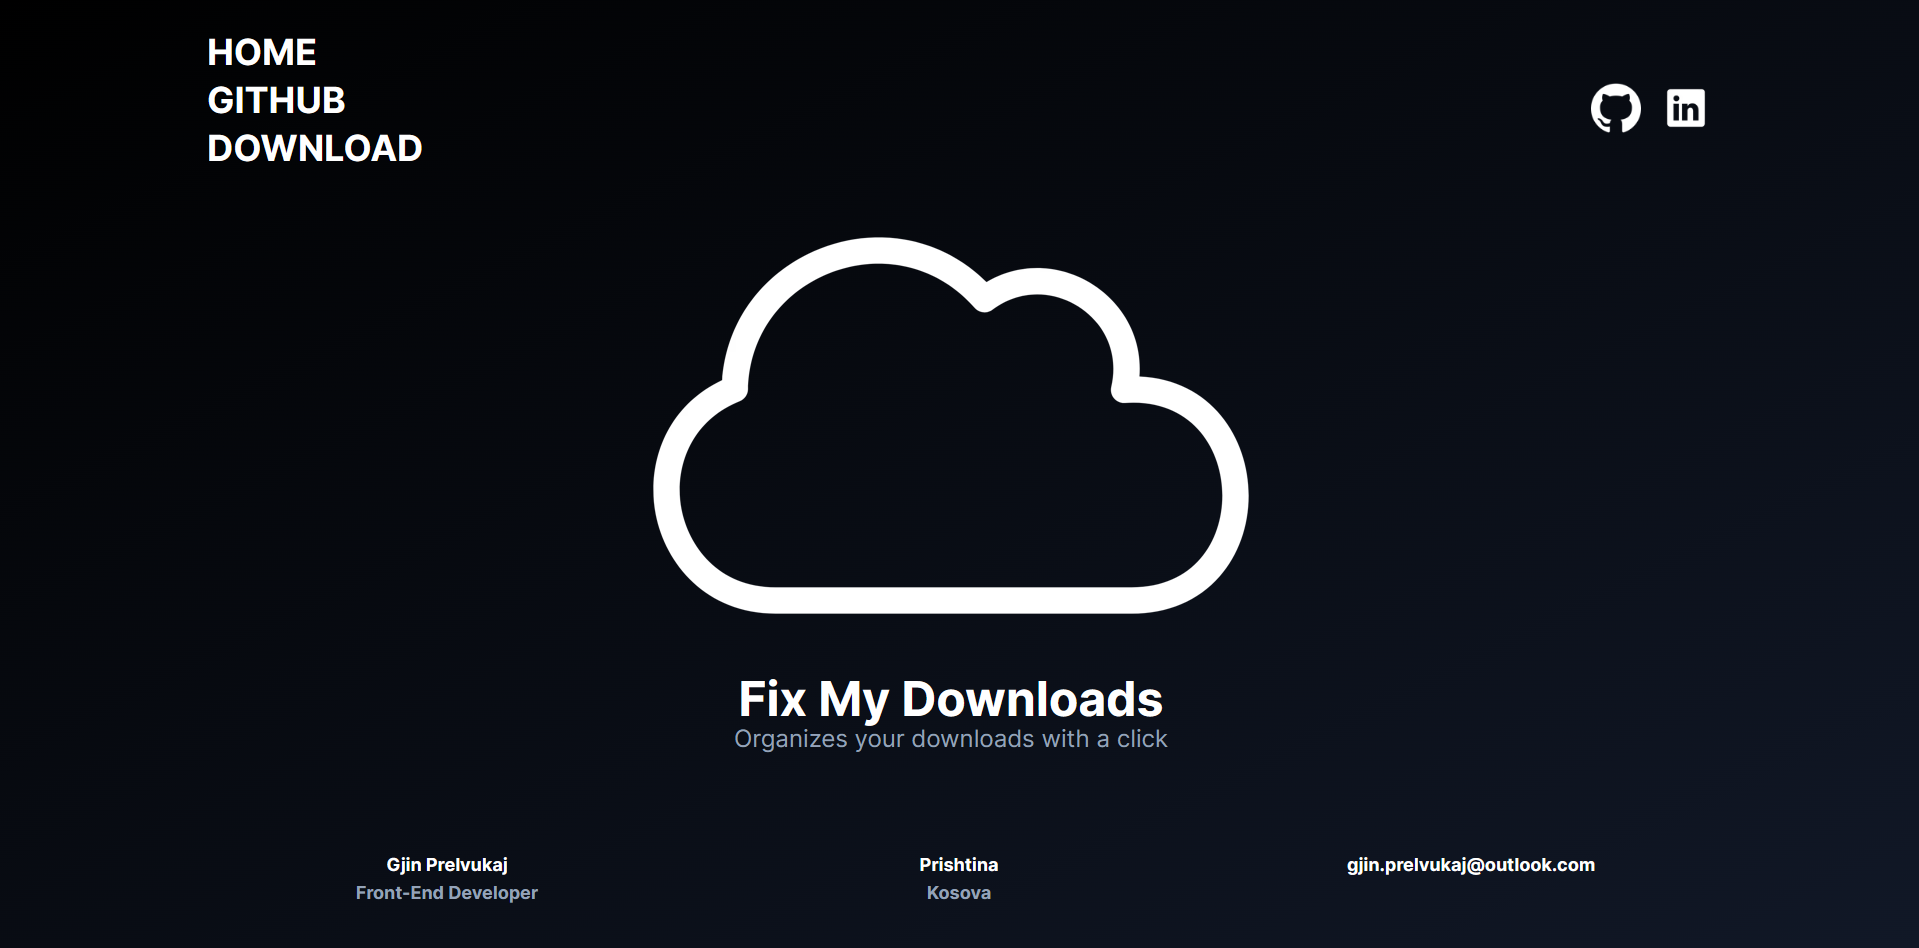 HOME
GITHUB
DOWNLOAD
in
Fix My Downloads
Organizes your downloads with a click
Gjin Prelvukaj
Front-End Developer
Prishtina
Kosova
gjin.prelvukaj@outlook.com